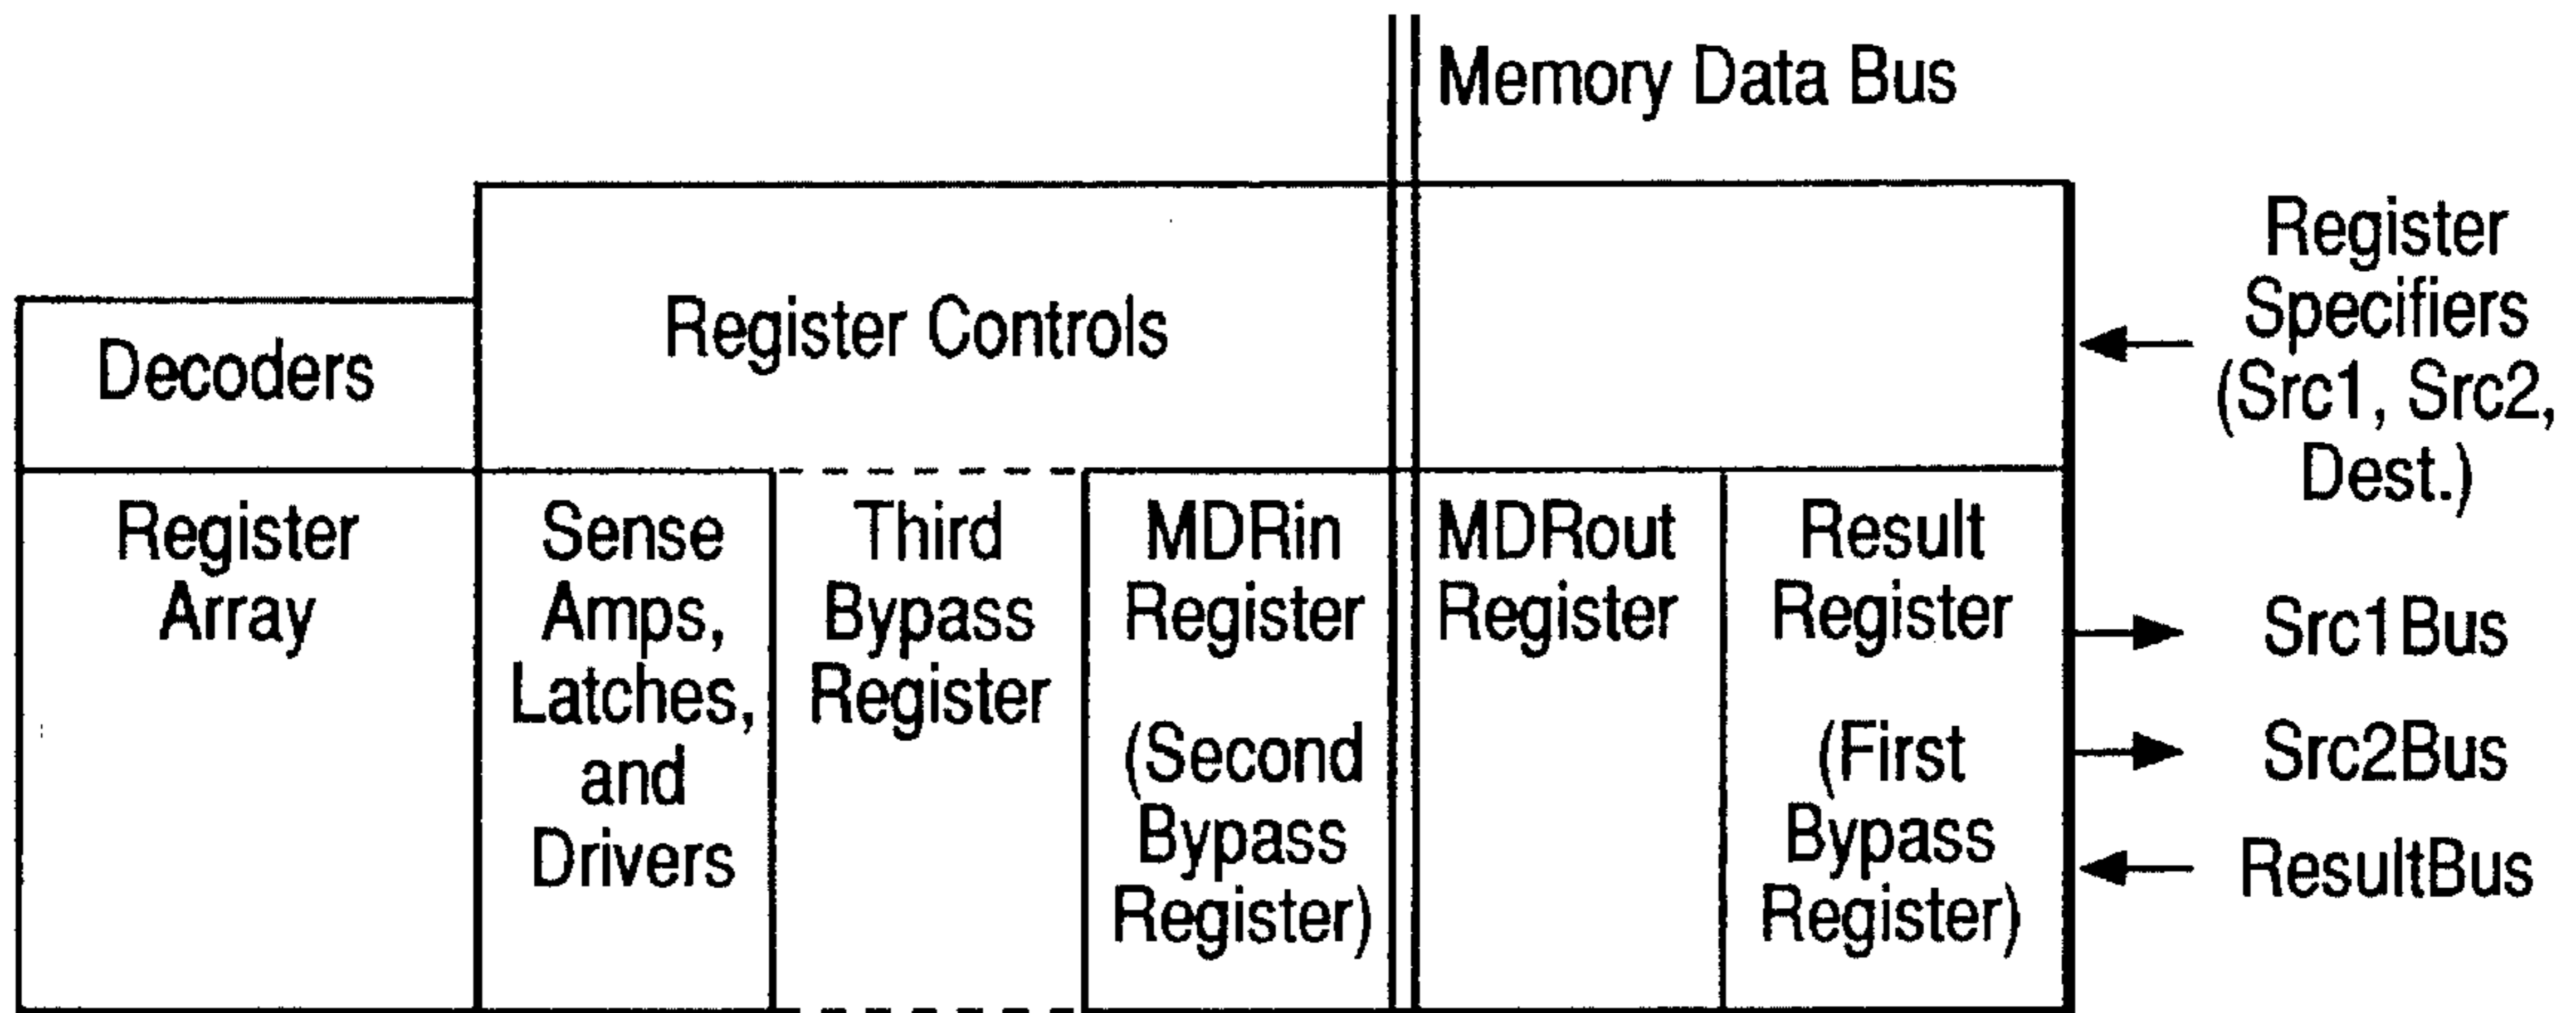 Memory Data Bus
Decoders
Register Controls
Register
Specifiers
(Src1, Src2,
Dest.)
Register
Array
Sense
Amps,
Latches,
and
Drivers
Third
Bypass
Register
MDRin
Register
(Second
Bypass
Register)
MDRout
Register
Result
Register
(First
Bypass
Register)
Src1Bus
Src2Bus
ResultBus